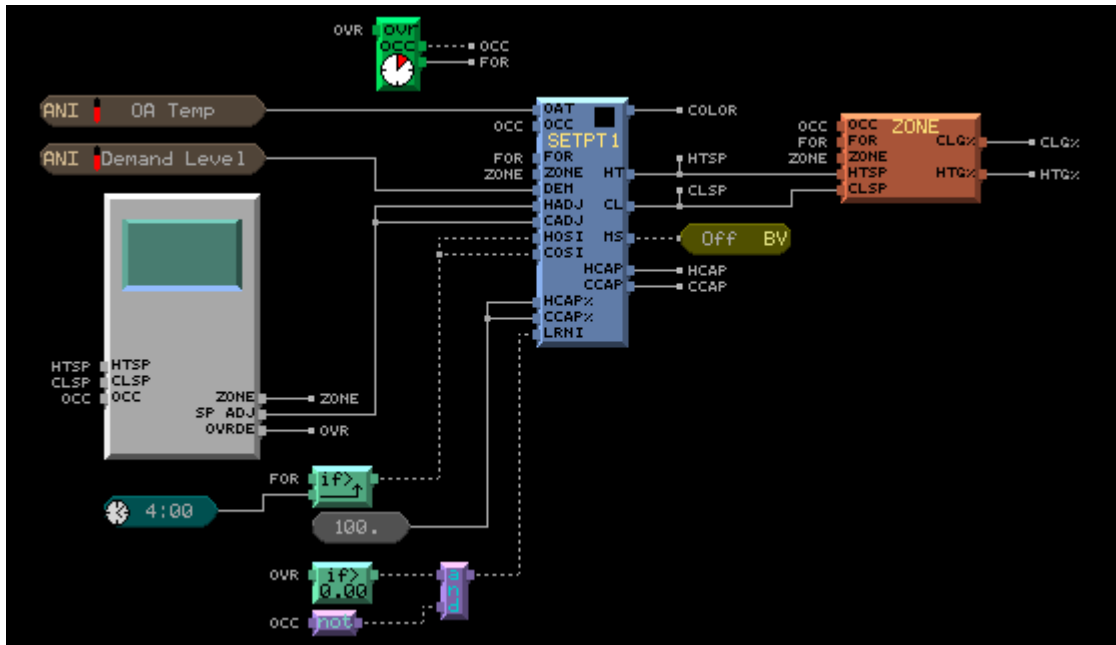 OVR ovr
OCC OCC
FOR
ANI OA Temp
ANI Demand Level
OAT COLOR
OCC OCC
SETPT1
FOR FOR HTSP
ZONE ZONE HT
DEM CLSP
HADJ CL
CADJ
HOSI MS Off BV
COSI
HCAP HCAP
CCAP CCAP
HCAP%
CCAP%
LRNI
OCC OCC ZONE
FOR FOR CLG% CLG%
ZONE ZONE
HTSP HTG% HTG%
CLSP
HTSP HTSP
CLSP CLSP
OCC OCC ZONE ZONE
SP ADJ
OVRDE OVR
FOR if>
4:00
100.
OVR if>
0.00
and
OCC not